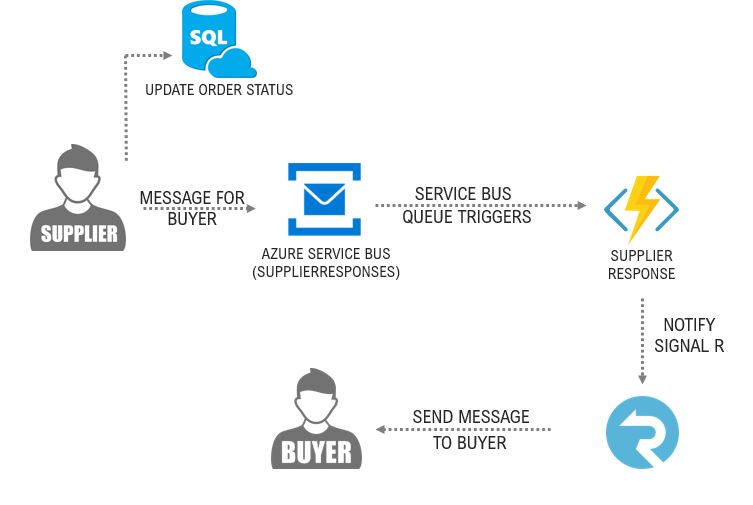 SQL
UPDATE ORDER STATUS
SUPPLIER
MESSAGE FOR
BUYER
AZURE SERVICE BUS
(SUPPLIERRESPONSES)
SERVICE BUS
QUEUE TRIGGERS
SUPPLIER
RESPONSE
NOTIFY
SIGNAL R
SEND MESSAGE
TO BUYER
BUYER